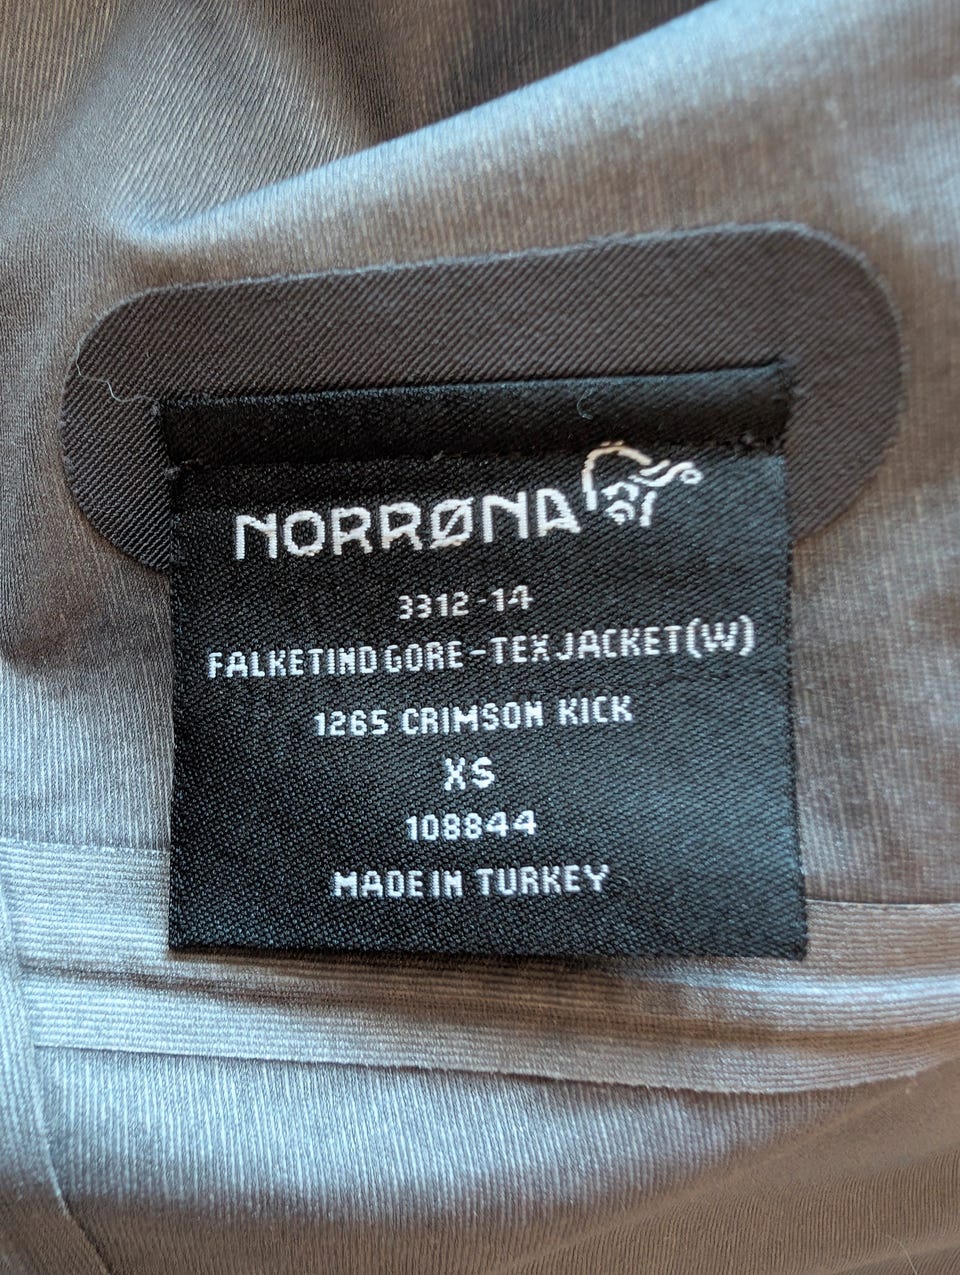 NORRØNA
3312-14
FALKETIND GORE-TEX JACKET(W)
1265 CRIMSON KICK
XS
108844
MADE IN TURKEY